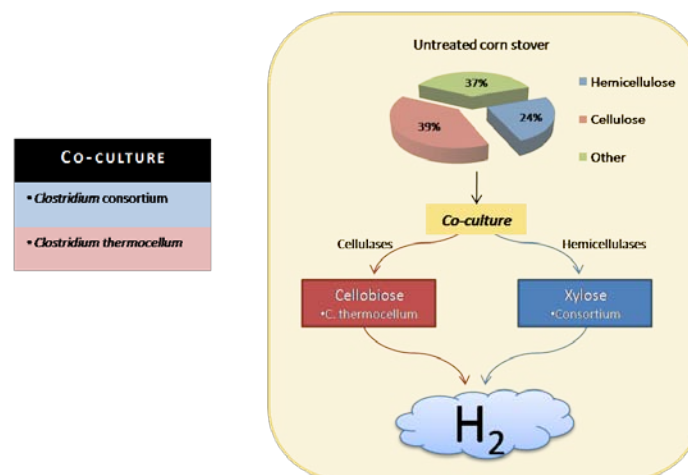 CO-CULTURE
• Clostridium consortium
• Clostridium thermocellum
Untreated corn stover
37%
24%
39%
Hemicellulose
Cellulose
Other
Co-culture
Cellulases
Hemicellulases
Cellobiose
•C. thermocellum
Xylose
•Consortium
H₂